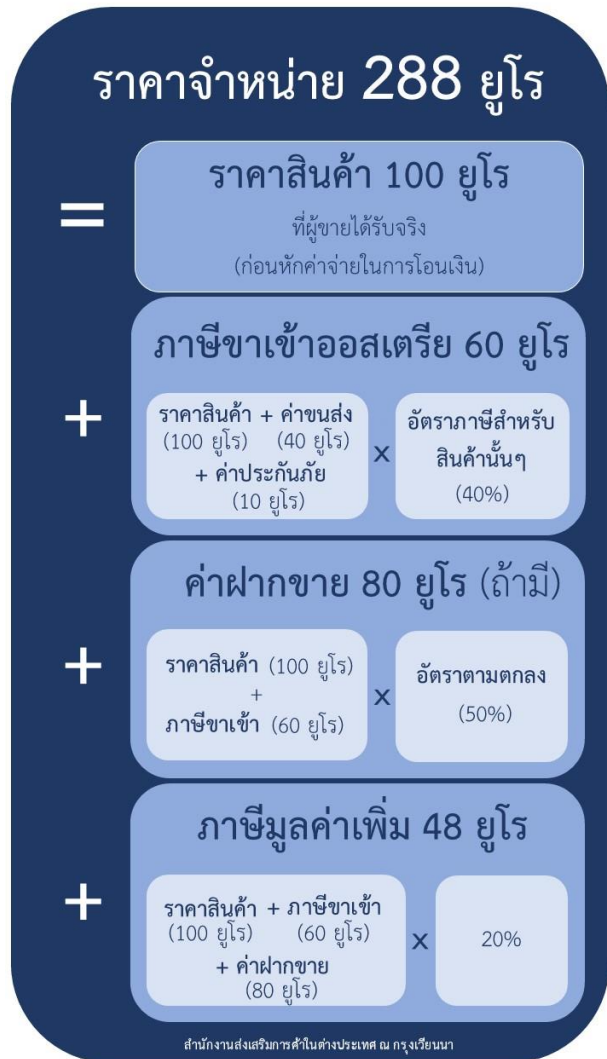 ราคาจำหน่าย 288 ยูโร
=
ราคาสินค้า 100 ยูโร
ที่ผู้ขายได้รับจริง
(ก่อนหักค่าจ่ายในการโอนเงิน)
+
ภาษีขาเข้าออสเตรีย 60 ยูโร
ราคาสินค้า + ค่าขนส่ง
(100 ยูโร) (40 ยูโร)
+ ค่าประกันภัย
(10 ยูโร)
x
อัตราภาษีสำหรับ
สินค้านั้นๆ
(40%)
+
ค่าฝากขาย 80 ยูโร (ถ้ามี)
ราคาสินค้า (100 ยูโร)
+
ภาษีขาเข้า (60 ยูโร)
x
อัตราตามตกลง
(50%)
+
ภาษีมูลค่าเพิ่ม 48 ยูโร
ราคาสินค้า + ภาษีขาเข้า
(100 ยูโร) (60 ยูโร)
+ ค่าฝากขาย
(80 ยูโร)
x
20%
สำนักงานส่งเสริมการค้าในต่างประเทศ ณ กรุงเวียนนา